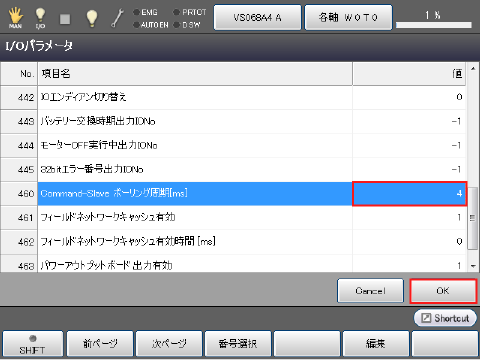 MAN
I/O
EMG
PRTCT
AUTO EN
D SW
VS068A4 A
各軸 W0T0
1 %
I/Oパラメータ
No.
項目名
値
442 IOエンディアン切り替え 0
443 バッテリー交換時期出力IONo -1
444 モーターOFF実行中出力IONo -1
445 32bitエラー番号出力IONo -1
460 Command-Slave ポーリング周期[ms] 4
461 フィールドネットワークキャッシュ有効 1
462 フィールドネットワークキャッシュ有効時間 [ms] 0
463 パワーアウトプットボード出力有効 1
Cancel
OK
Shortcut
SHIFT
前ページ
次ページ
番号選択
編集